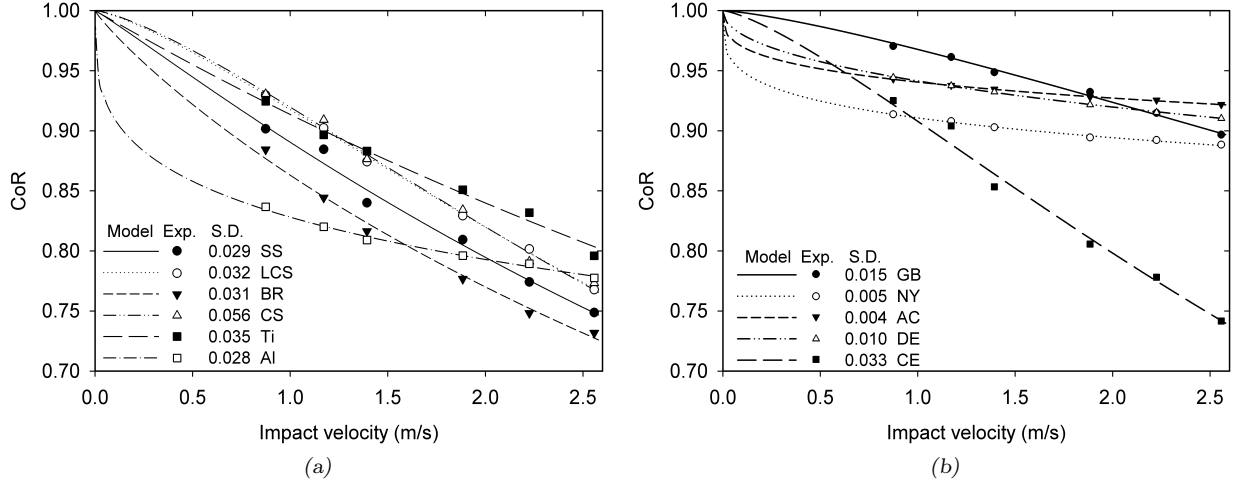 1.00
0.95
0.90
0.85
0.80
0.75
0.70
CoR
Model Exp. S.D.
0.029 SS
0.032 LCS
0.031 BR
0.056 CS
0.035 Ti
0.028 Al
0.0 0.5 1.0 1.5 2.0 2.5
Impact velocity (m/s)
(a)
1.00
0.95
0.90
0.85
0.80
0.75
0.70
CoR
Model Exp. S.D.
0.015 GB
0.005 NY
0.004 AC
0.010 DE
0.033 CE
0.0 0.5 1.0 1.5 2.0 2.5
Impact velocity (m/s)
(b)